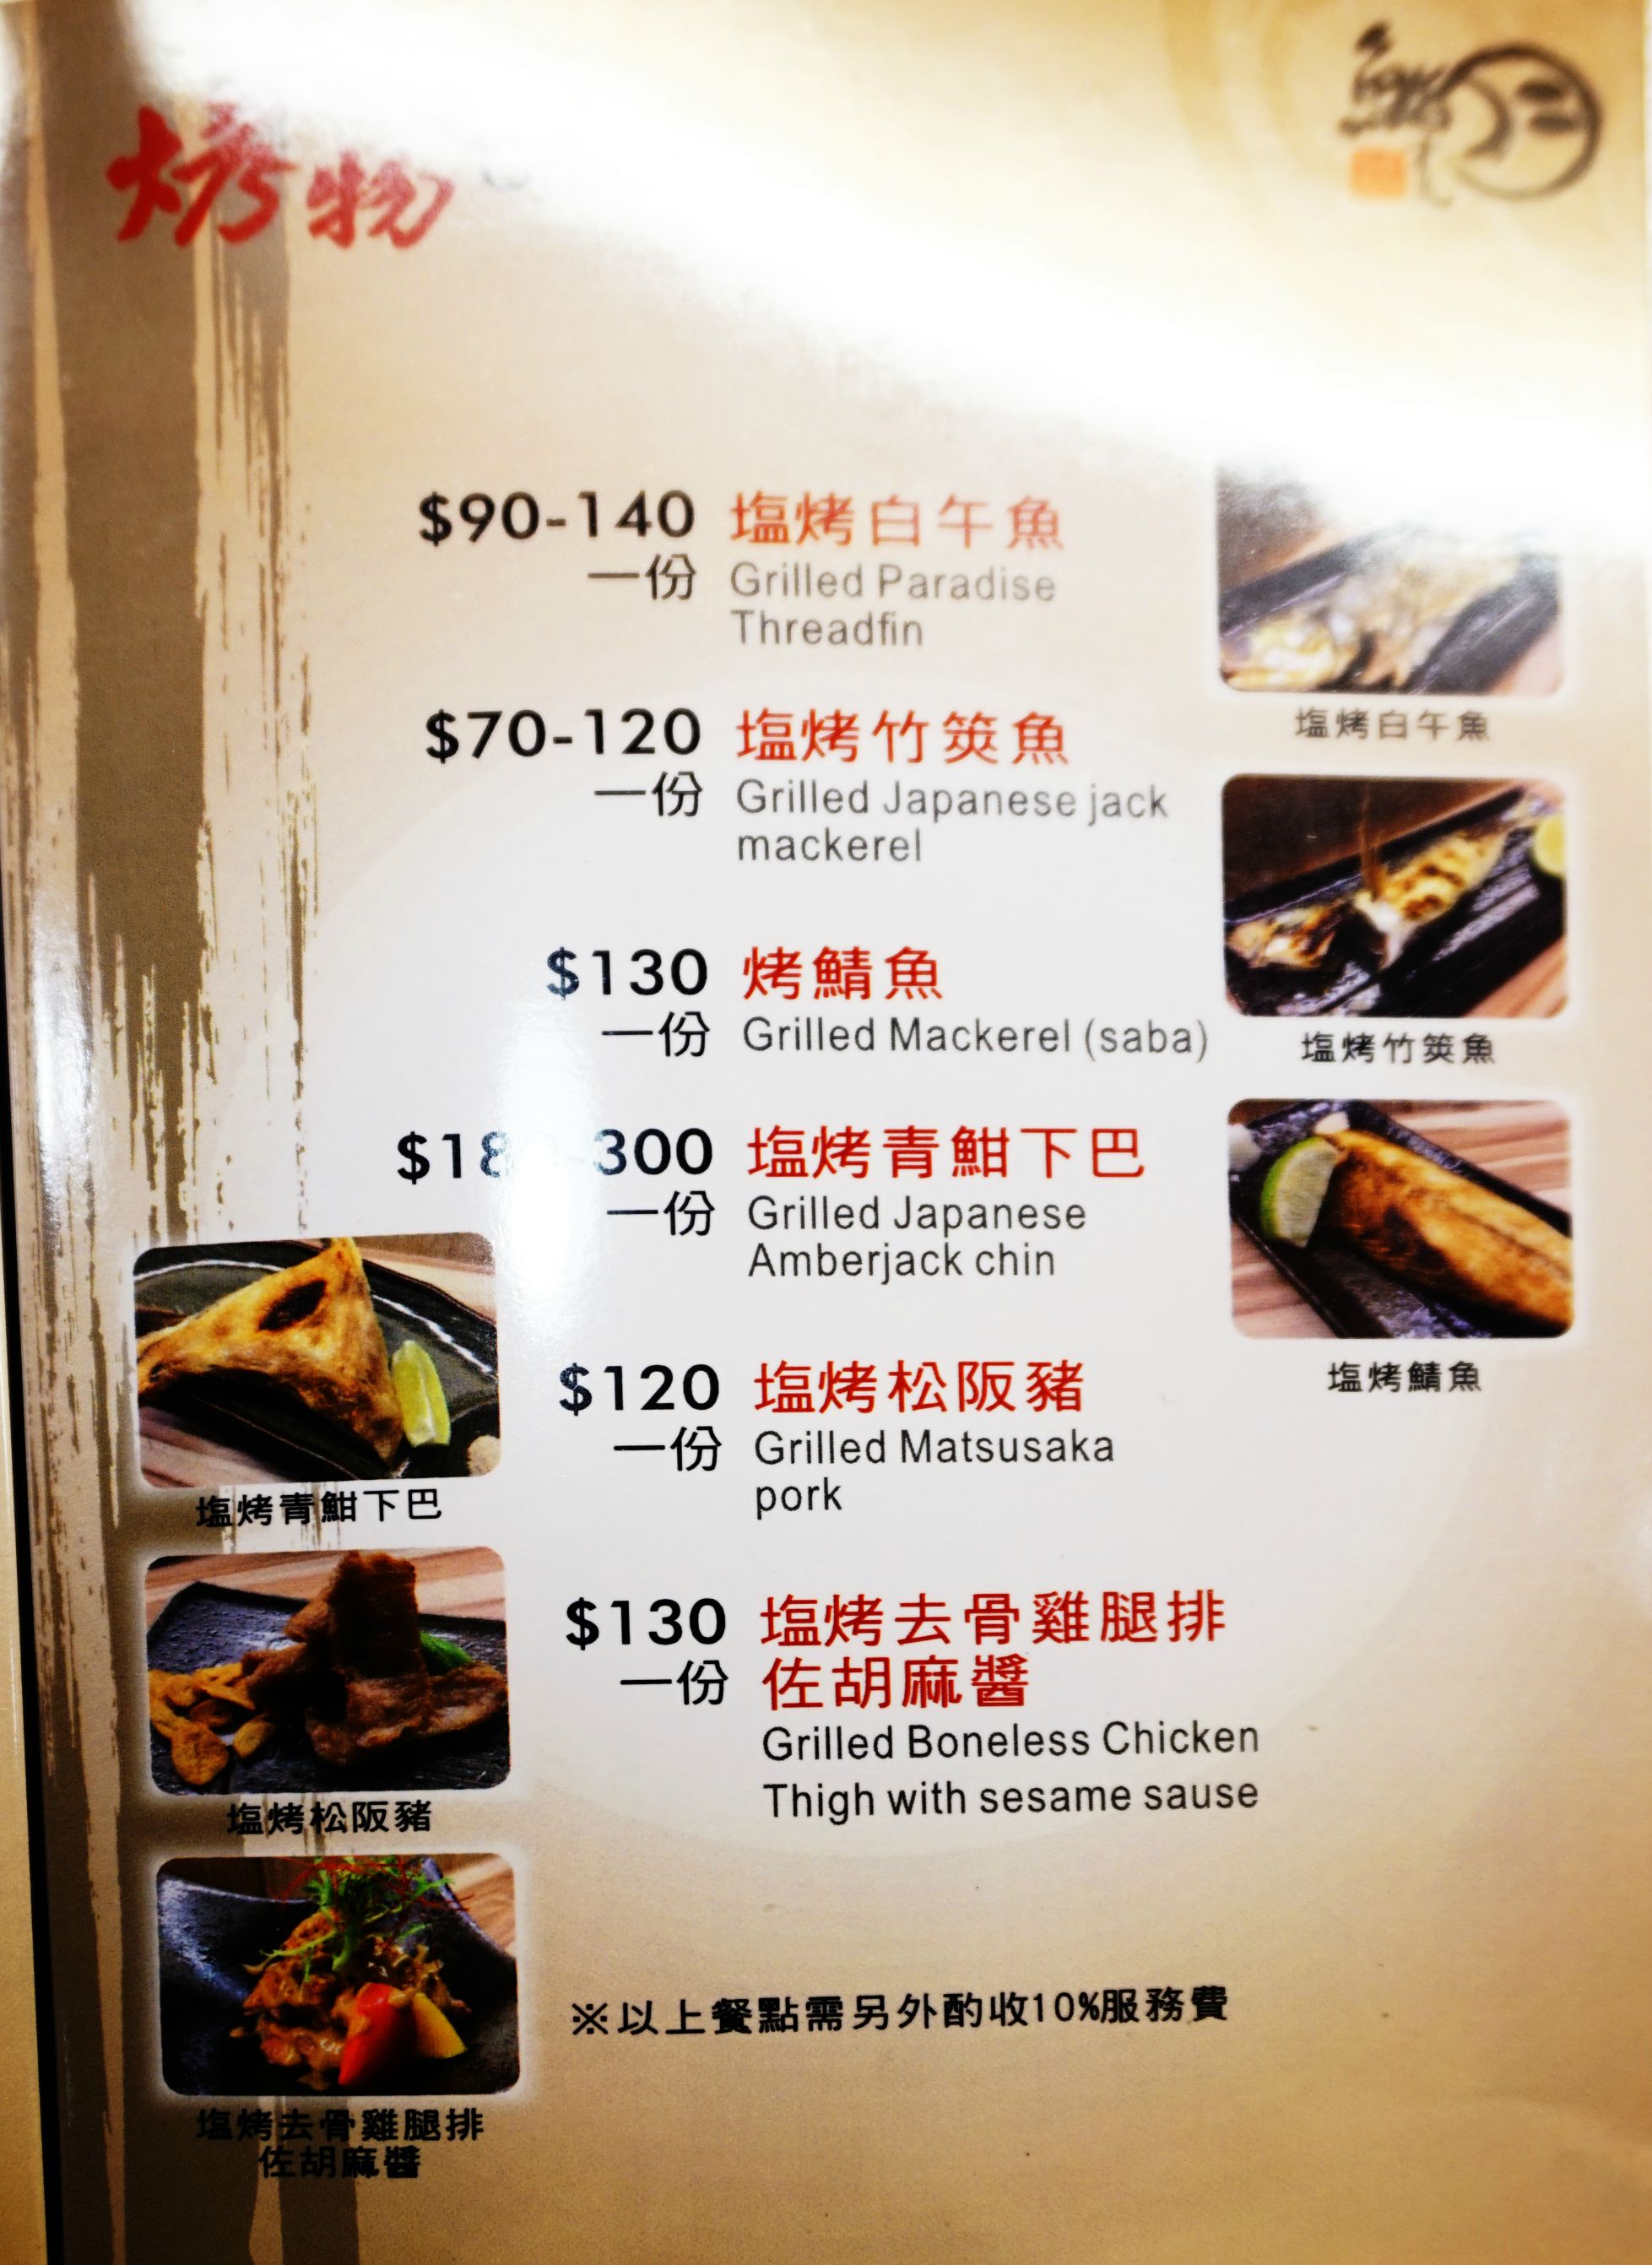 烤物
$90-140 塩烤白午魚
一份 Grilled Paradise
Threadfin
塩烤白午魚
$70-120 塩烤竹筴魚
一份 Grilled Japanese jack
mackerel
塩烤竹筴魚
$130 烤鯖魚
一份 Grilled Mackerel (saba)
300 塩烤青魽下巴
一份 Grilled Japanese
Amberjack chin
塩烤鯖魚
塩烤青魽下巴
$120 塩烤松阪豬
一份 Grilled Matsusaka
pork
塩烤松阪豬
$130 塩烤去骨雞腿排
一份 佐胡麻醬
Grilled Boneless Chicken
Thigh with sesame sause
塩烤去骨雞腿排
佐胡麻醬
※以上餐點需另外酌收10%服務費